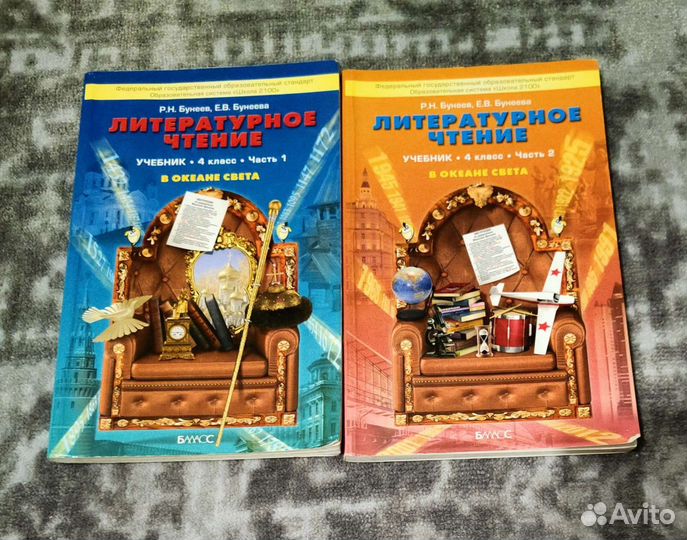 Федеральный государственный образовательный стандарт
Образовательная система «Школа 2100»
Р.Н. Бунеев, Е.В. Бунеева
ЛИТЕРАТУРНОЕ
ЧТЕНИЕ
УЧЕБНИК • 4 класс • Часть 1
В ОКЕАНЕ СВЕТА
БАЛАСС
Федеральный государственный образовательный стандарт
Образовательная система «Школа 2100»
Р.Н. Бунеев, Е.В. Бунеева
ЛИТЕРАТУРНОЕ
ЧТЕНИЕ
УЧЕБНИК • 4 класс • Часть 2
В ОКЕАНЕ СВЕТА
БАЛАСС
Avito